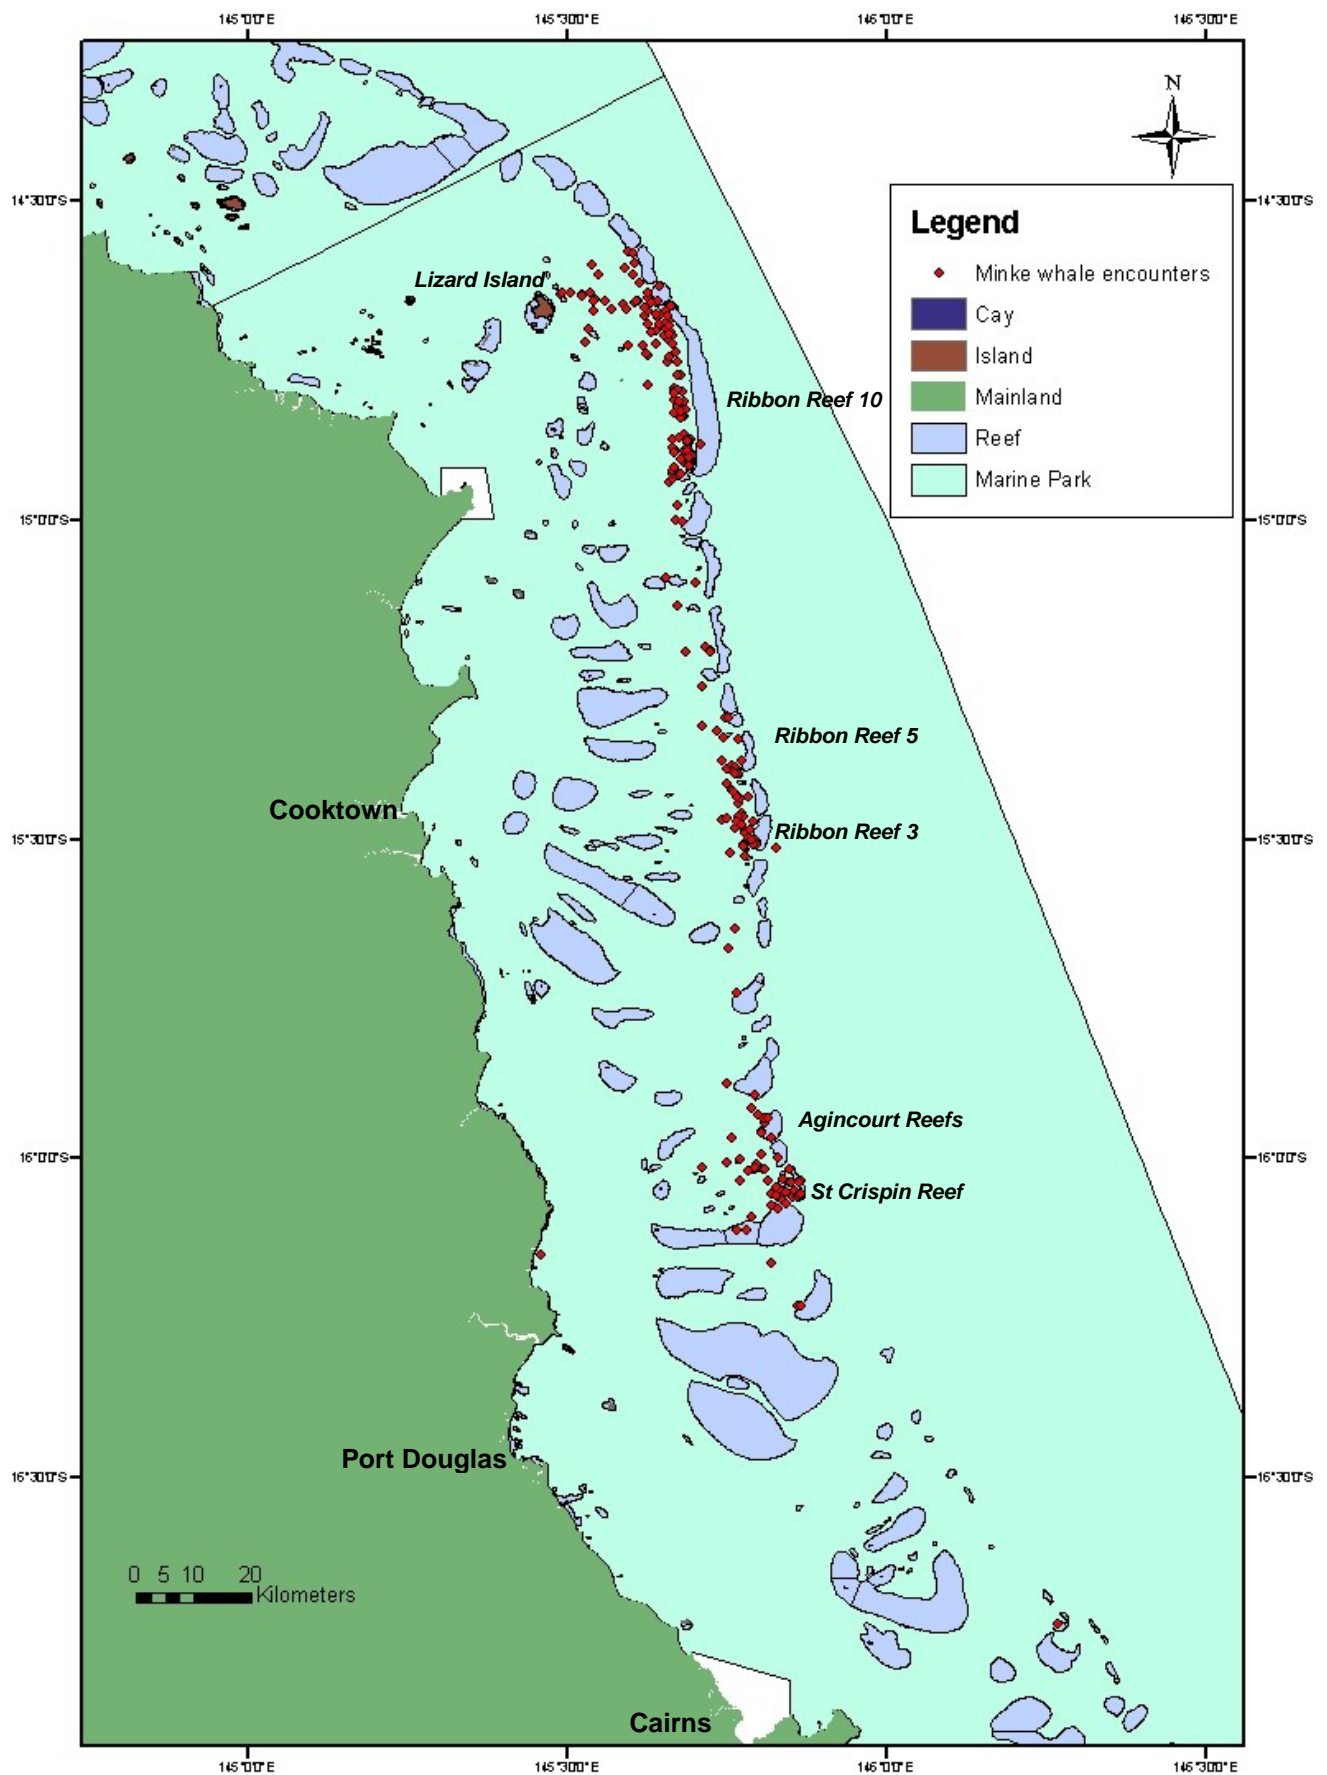 145°0'0"E 145°30'0"E 146°0'0"E 146°30'0"E
N
14°30'0"S 14°30'0"S
Legend
Minke whale encounters
Cay
Island
Mainland
Reef
Marine Park
Lizard Island
Ribbon Reef 10
15°0'0"S 15°0'0"S
Ribbon Reef 5
Cooktown
Ribbon Reef 3
15°30'0"S 15°30'0"S
Agincourt Reefs
16°0'0"S 16°0'0"S
St Crispin Reef
Port Douglas
16°30'0"S 16°30'0"S
0 5 10 20
Kilometers
Cairns
145°0'0"E 145°30'0"E 146°0'0"E 146°30'0"E